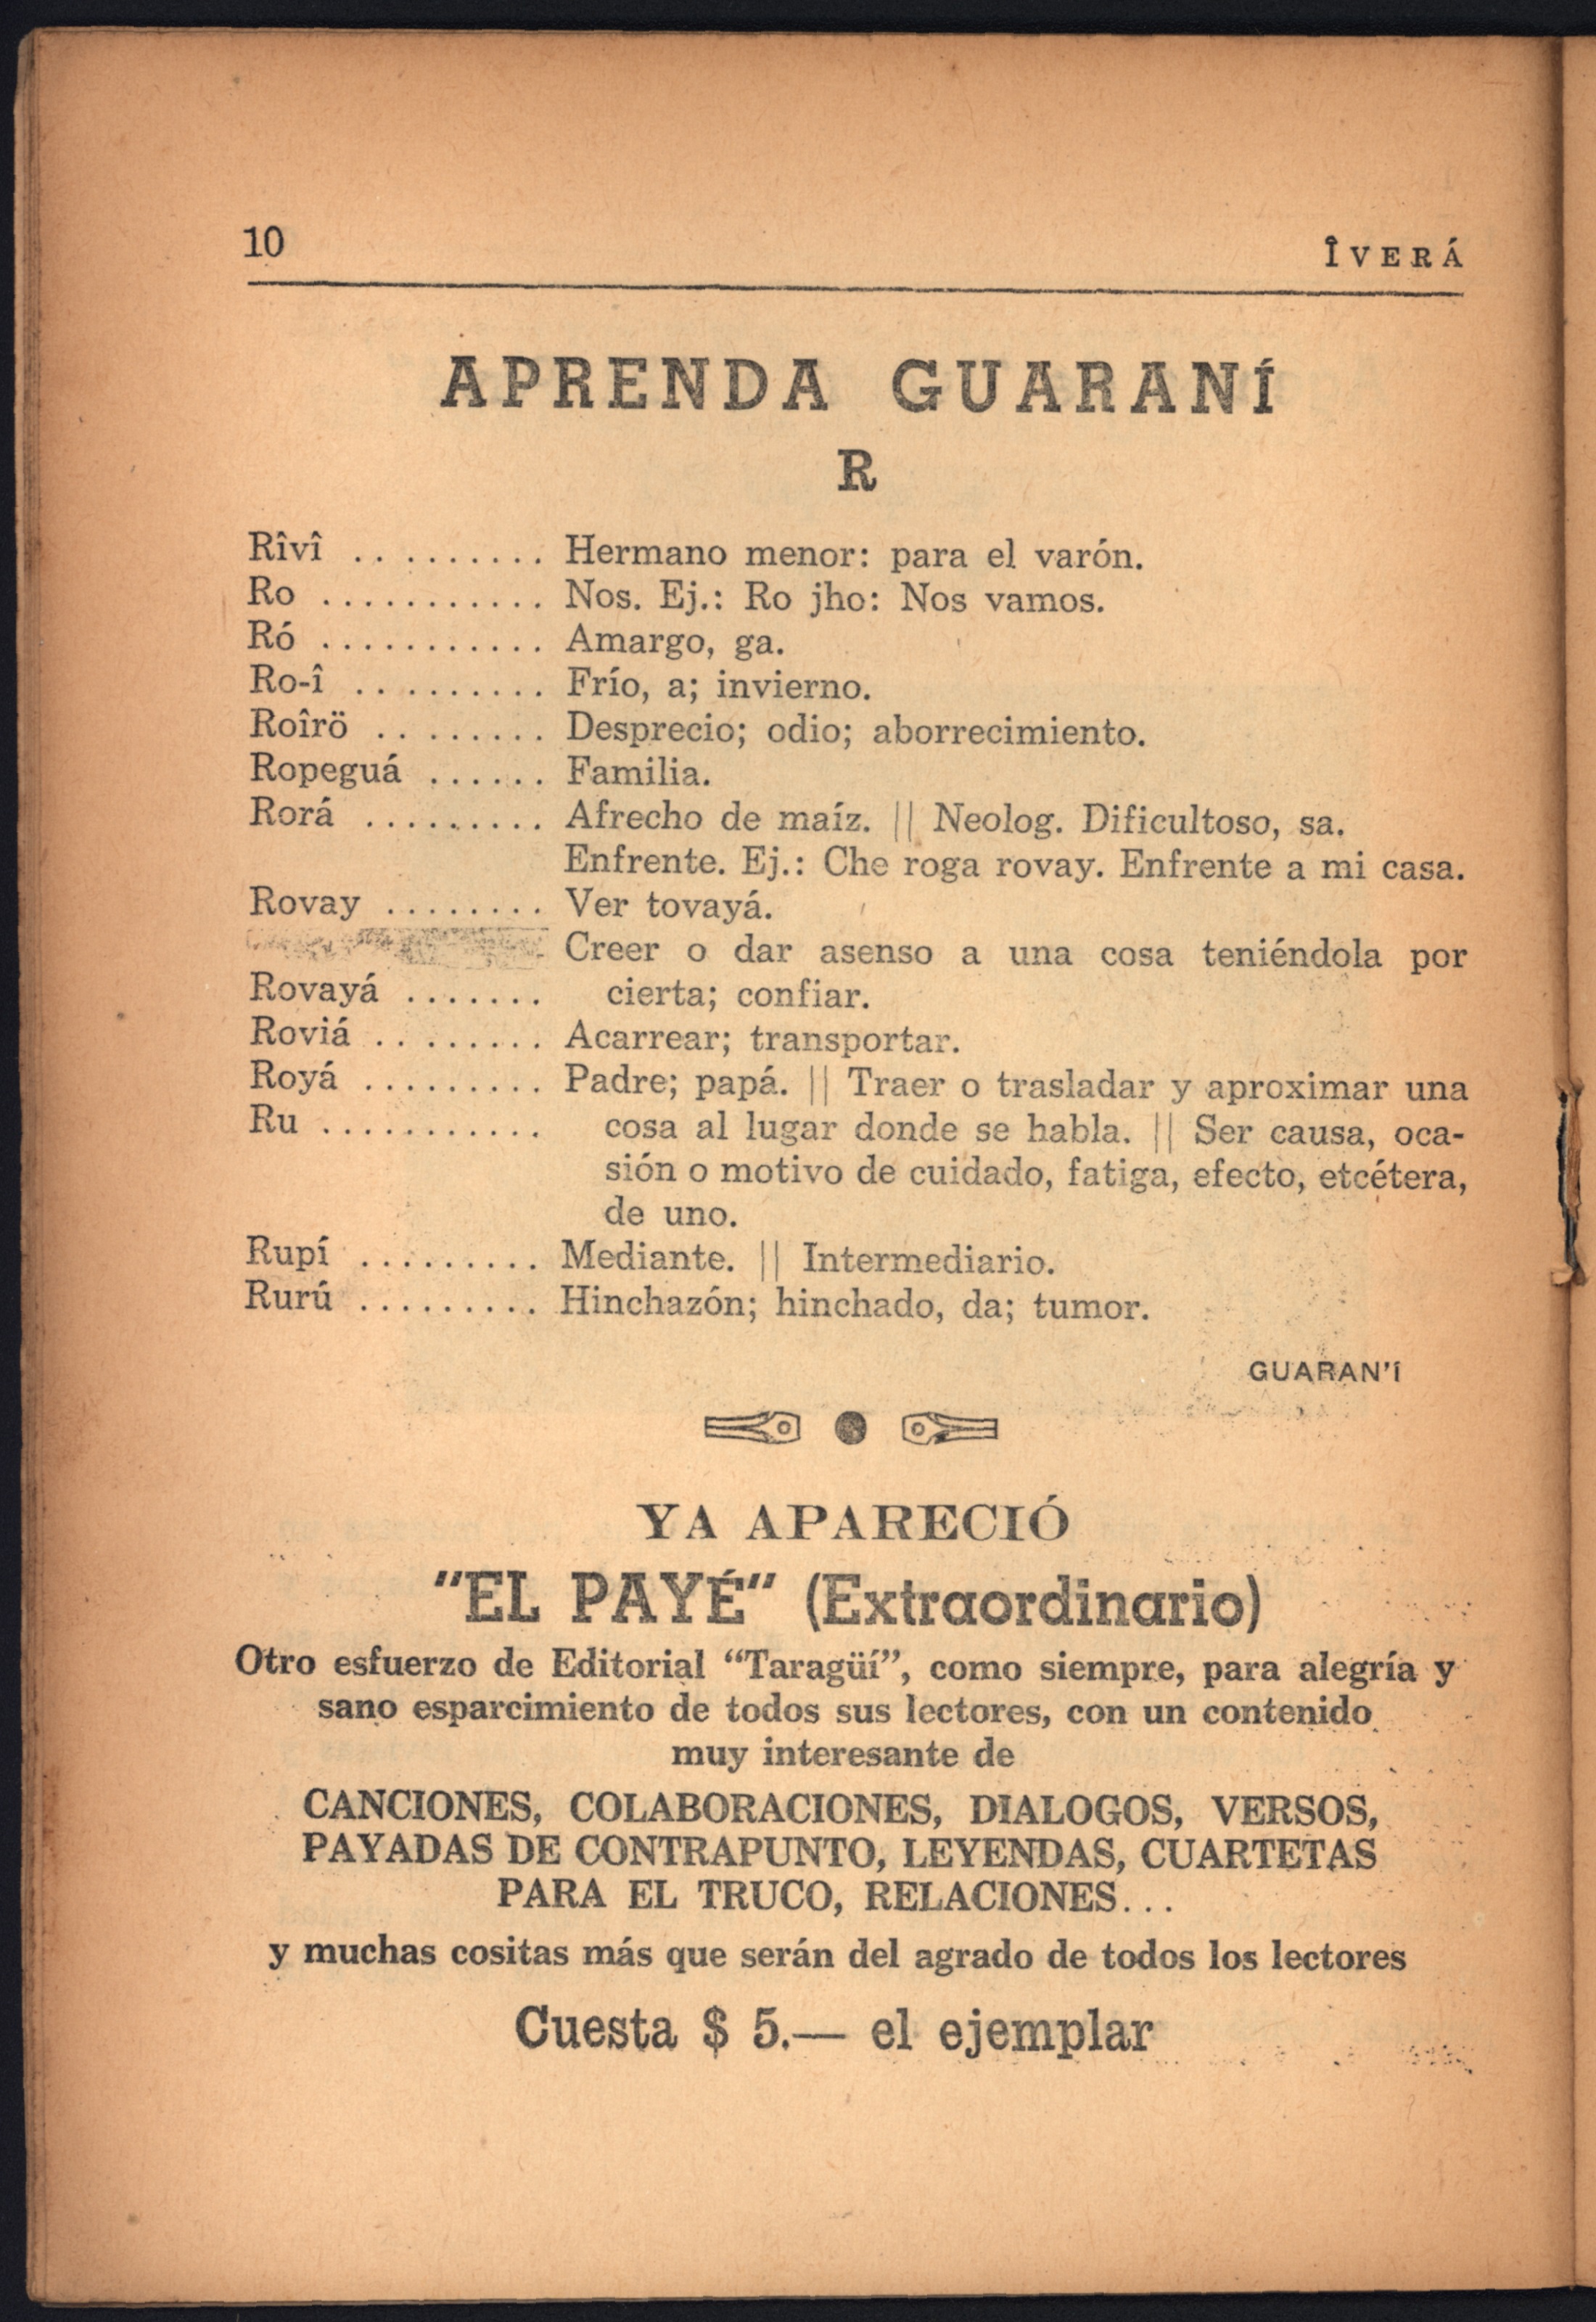 10
ÎVERÁ
APRENDA GUARANÍ
R
Rîvî ......... Hermano menor: para el varón.
Ro ........... Nos. Ej.: Ro jho: Nos vamos.
Ró ........... Amargo, ga.
Ro-î ......... Frío, a; invierno.
Roîrö ........ Desprecio; odio; aborrecimiento.
Ropeguá ...... Familia.
Rorá ......... Afrecho de maíz. || Neolog. Dificultoso, sa.
Enfrente. Ej.: Che roga rovay. Enfrente a mi casa.
Rovay ........ Ver tovayá.
Creer o dar asenso a una cosa teniéndola por
Rovayá ....... cierta; confiar.
Roviá ........ Acarrear; transportar.
Royá ......... Padre; papá. || Traer o trasladar y aproximar una
Ru ........... cosa al lugar donde se habla. || Ser causa, oca-
sión o motivo de cuidado, fatiga, efecto, etcétera,
de uno.
Rupí ......... Mediante. || Intermediario.
Rurú ......... Hinchazón; hinchado, da; tumor.
GUARAN'Î
YA APARECIÓ
"EL PAYÉ" (Extraordinario)
Otro esfuerzo de Editorial "Taragüí", como siempre, para alegría y
sano esparcimiento de todos sus lectores, con un contenido
muy interesante de
CANCIONES, COLABORACIONES, DIALOGOS, VERSOS,
PAYADAS DE CONTRAPUNTO, LEYENDAS, CUARTETAS
PARA EL TRUCO, RELACIONES...
y muchas cositas más que serán del agrado de todos los lectores
Cuesta $ 5.— el ejemplar